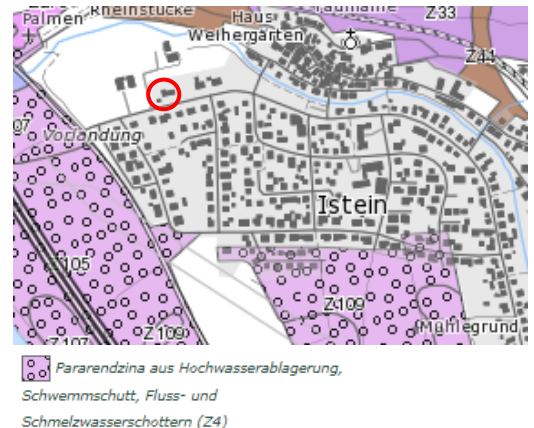 Palmen
Rheinstücke
Haus
Weihergärten
Z33
Z41
07
Vorlandung
Istein
Z105
Z109
Z109
Z107
Mühlegrund
Pararendzina aus Hochwasserablagerung,
Schwemmschutt, Fluss- und
Schmelzwasserschottern (Z4)